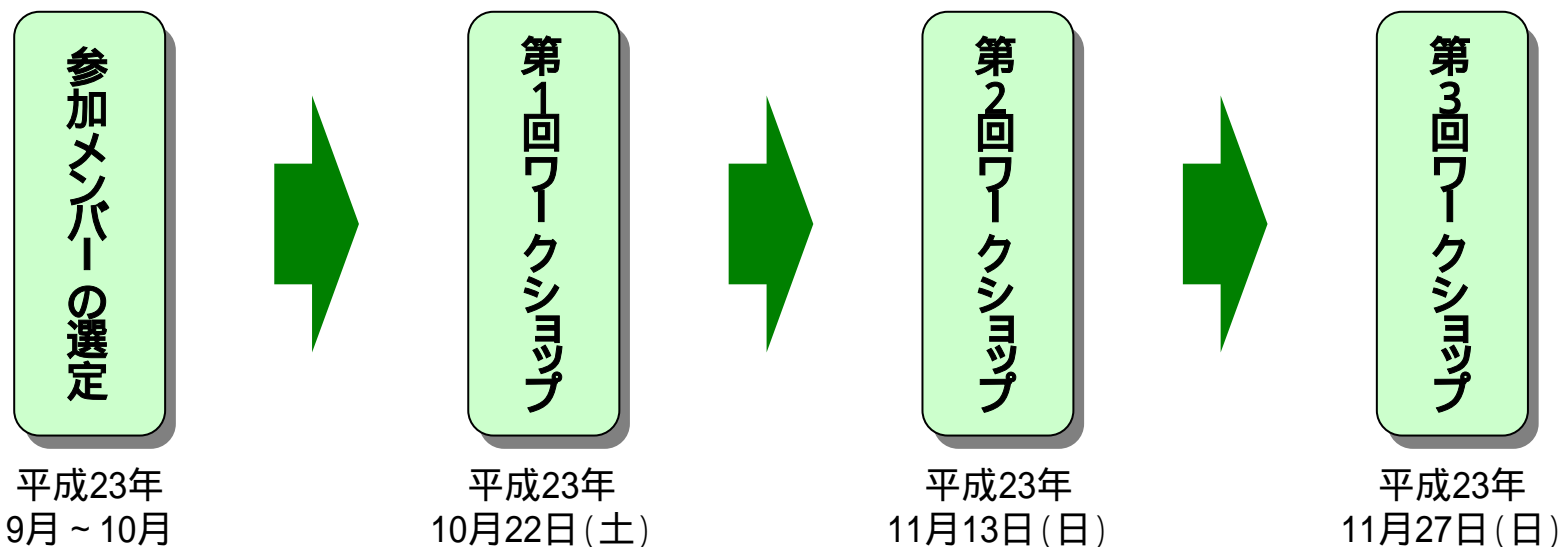 参加メンバーの選定
平成23年
9月~10月
第1回ワークショップ
平成23年
10月22日(土)
第2回ワークショップ
平成23年
11月13日(日)
第3回ワークショップ
平成23年
11月27日(日)